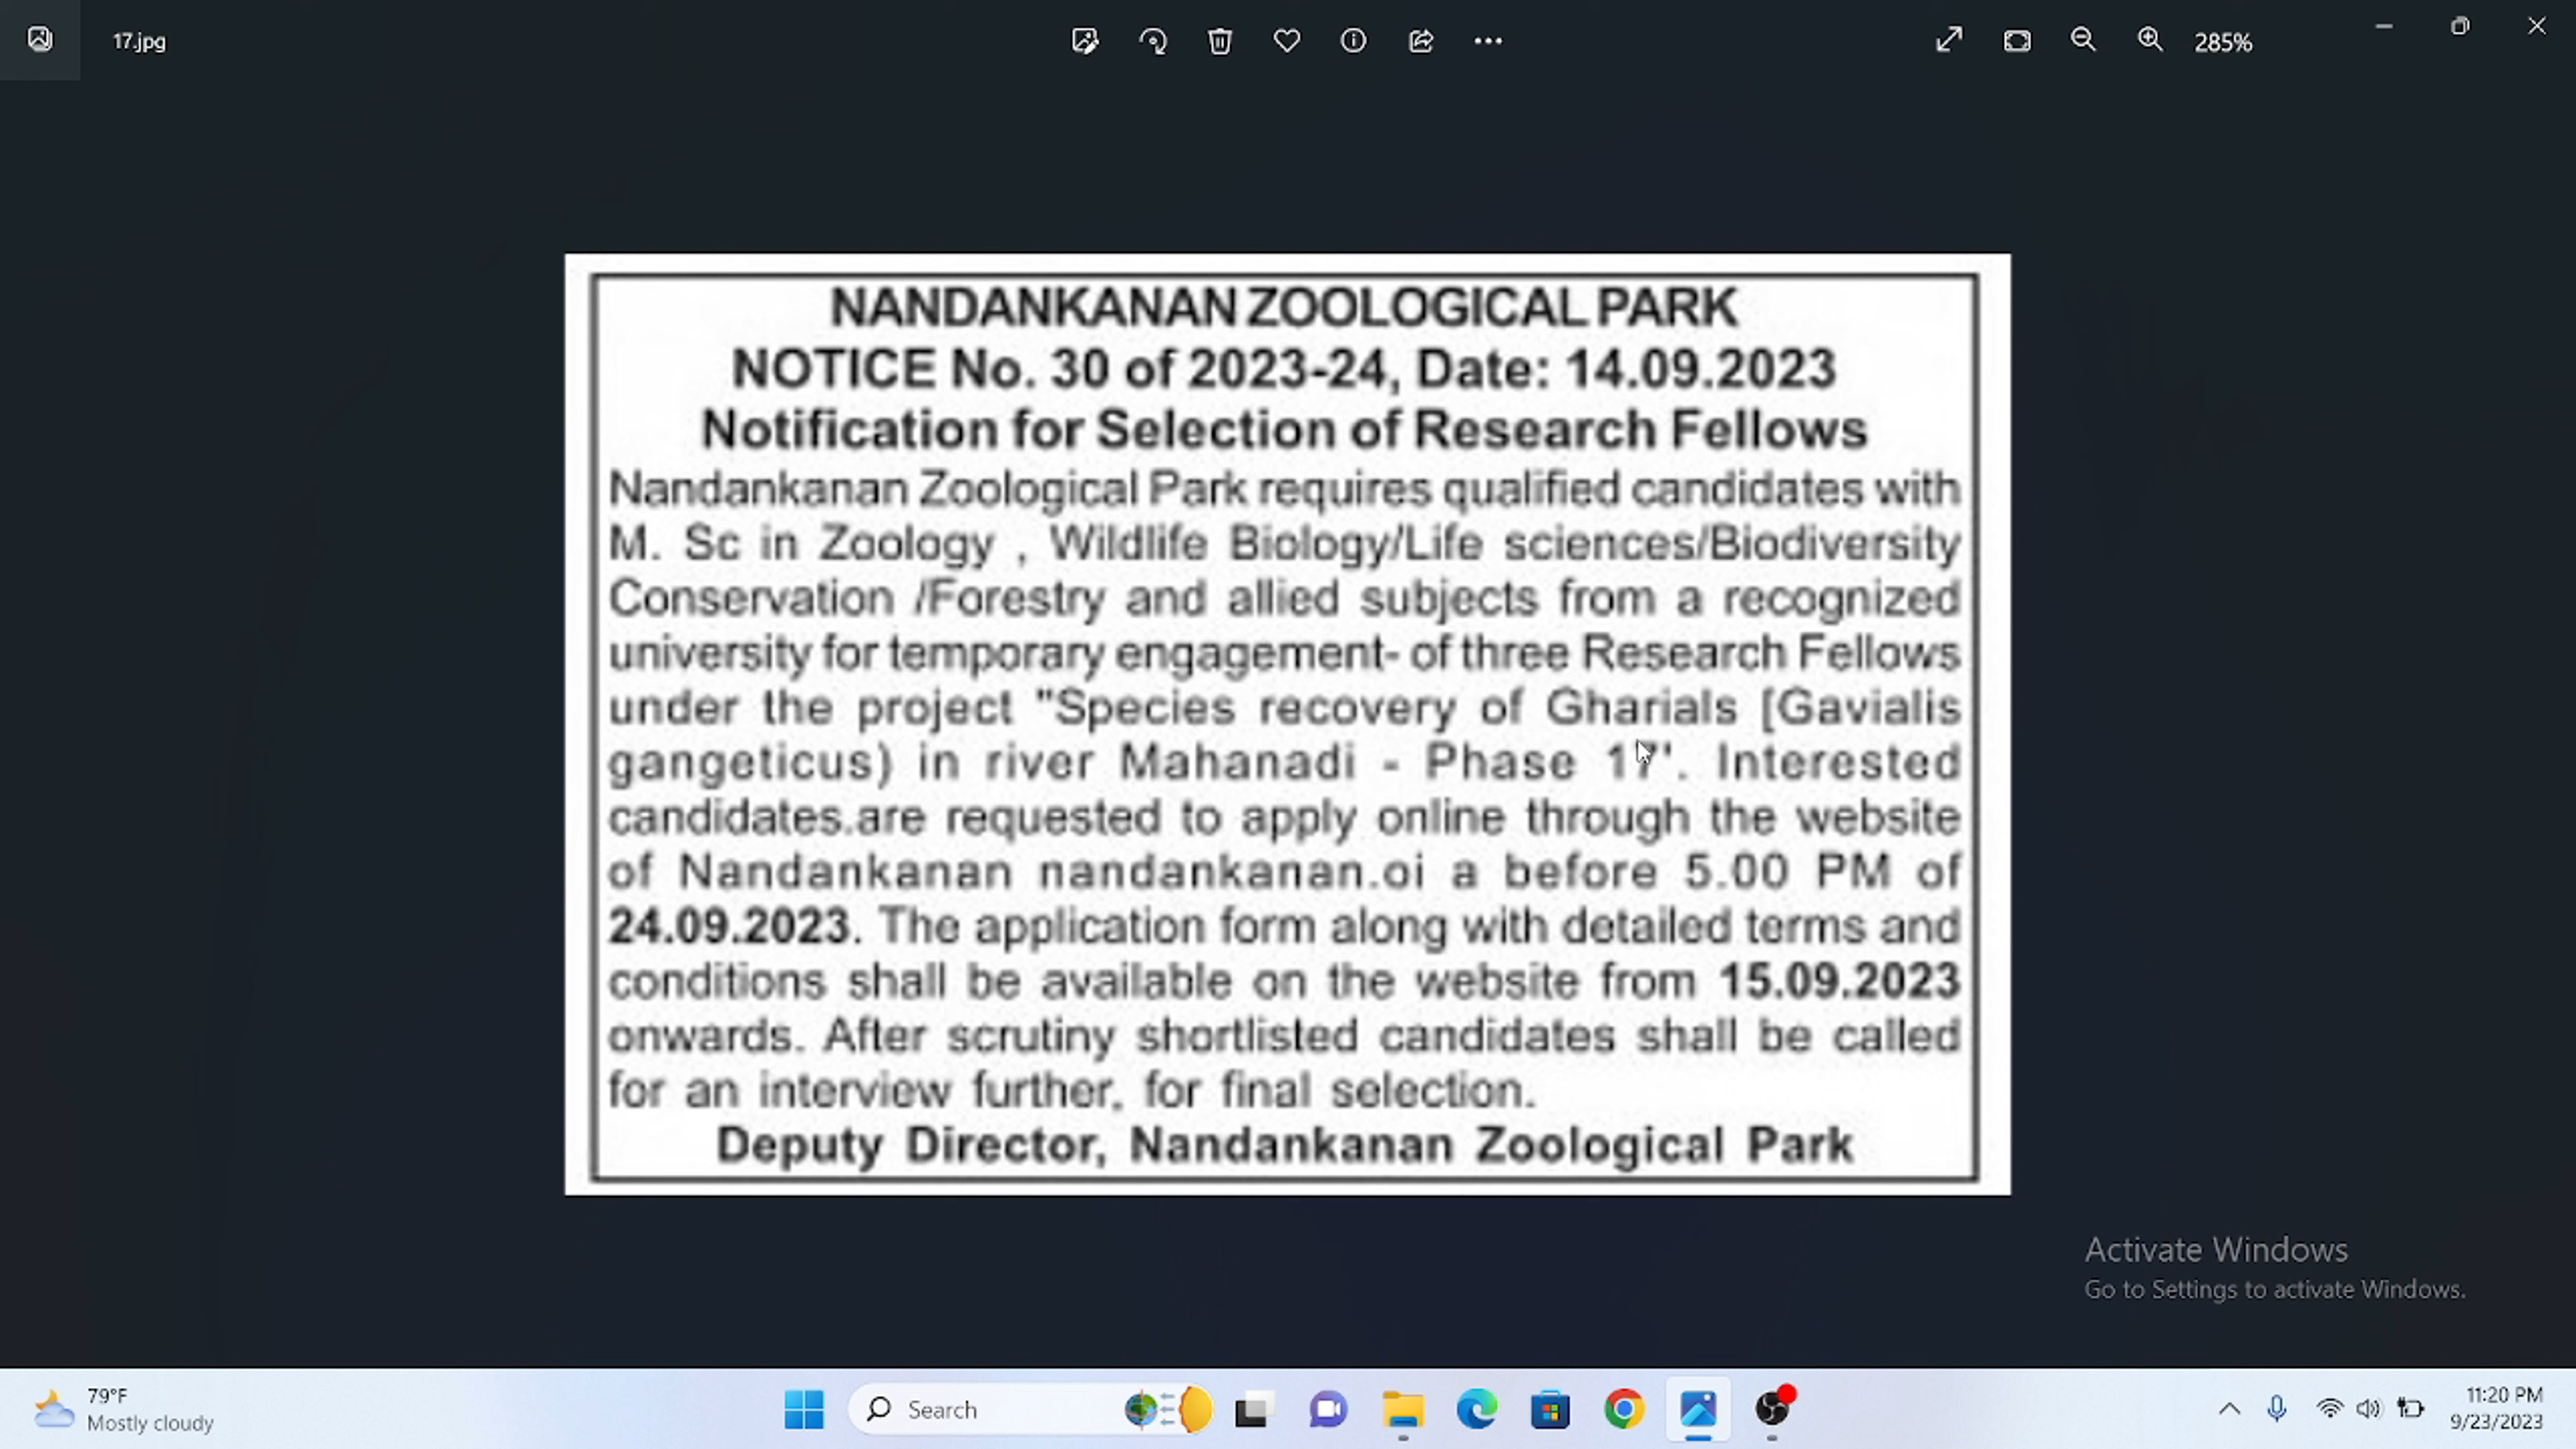 17.jpg
285%
NANDANKANAN ZOOLOGICAL PARK
NOTICE No. 30 of 2023-24, Date: 14.09.2023
Notification for Selection of Research Fellows
Nandankanan Zoological Park requires qualified candidates with
M. Sc in Zoology , Wildlife Biology/Life sciences/Biodiversity
Conservation /Forestry and allied subjects from a recognized
university for temporary engagement- of three Research Fellows
under the project "Species recovery of Gharials [Gavialis
gangeticus) in river Mahanadi - Phase 17'. Interested
candidates.are requested to apply online through the website
of Nandankanan nandankanan.oi a before 5.00 PM of
24.09.2023. The application form along with detailed terms and
conditions shall be available on the website from 15.09.2023
onwards. After scrutiny shortlisted candidates shall be called
for an interview further, for final selection.
Deputy Director, Nandankanan Zoological Park
Activate Windows
Go to Settings to activate Windows.
79°F
Mostly cloudy
Search
11:20 PM
9/23/2023